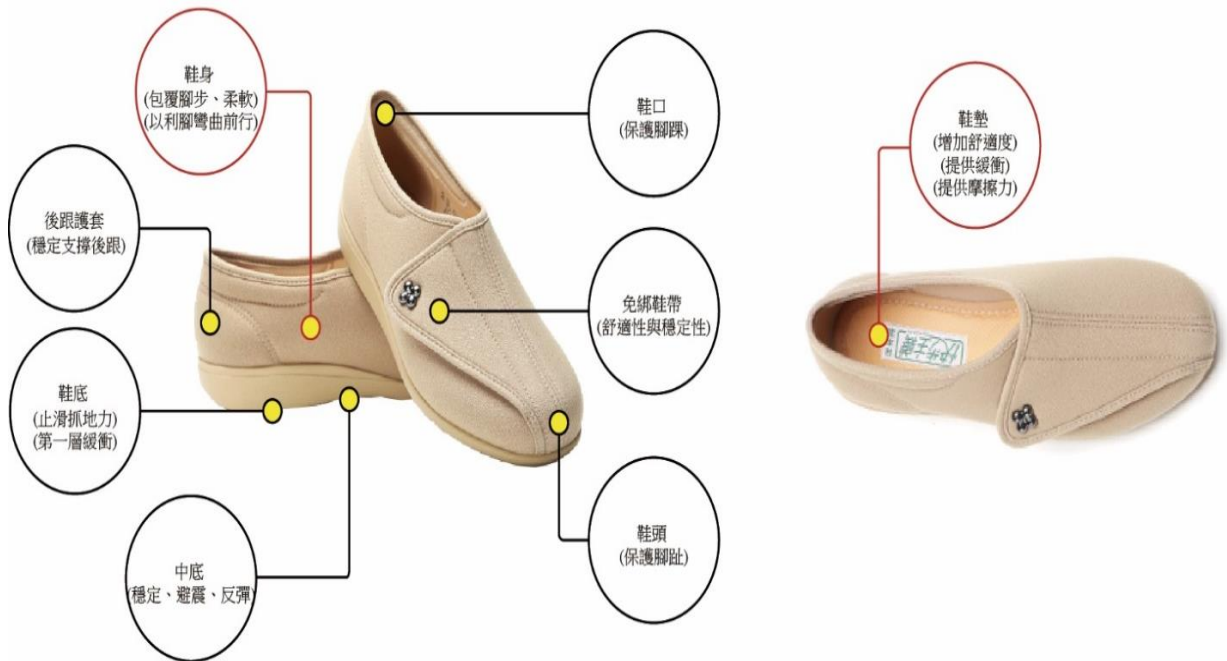 鞋身
(包覆腳步、柔軟)
(以利腳彎曲前行)
鞋口
(保護腳踝)
鞋墊
(增加舒適度)
(提供緩衝)
(提供摩擦力)
後跟護套
(穩定支撐後跟)
免綁鞋帶
(舒適性與穩定性)
鞋底
(止滑抓地力)
(第一層緩衝)
中底
(穩定、避震、反彈)
鞋頭
(保護腳趾)